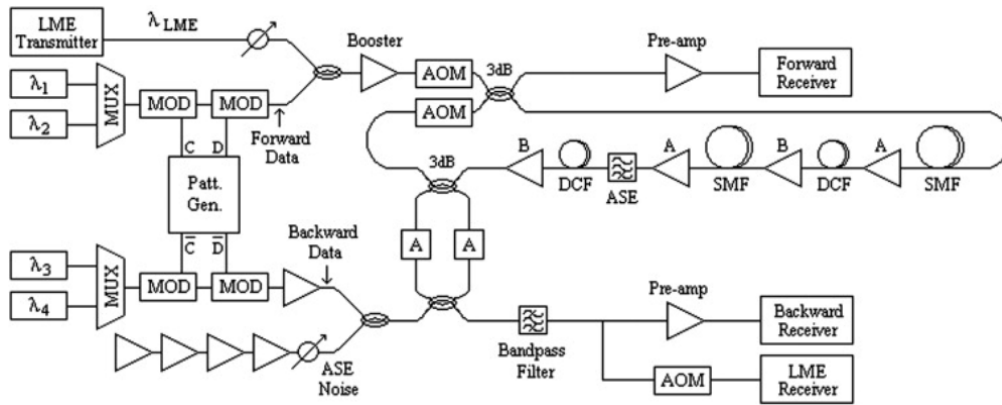 LME
Transmitter
λLME
λ1
λ2
MUX
MOD
MOD
Forward
Data
C
D
Patt.
Gen.
C̅
D̅
Booster
AOM
AOM
3dB
Pre-amp
Forward
Receiver
3dB
B
DCF
ASE
A
SMF
B
DCF
A
SMF
A
A
λ3
λ4
MUX
MOD
MOD
Backward
Data
ASE
Noise
Bandpass
Filter
Pre-amp
Backward
Receiver
AOM
LME
Receiver